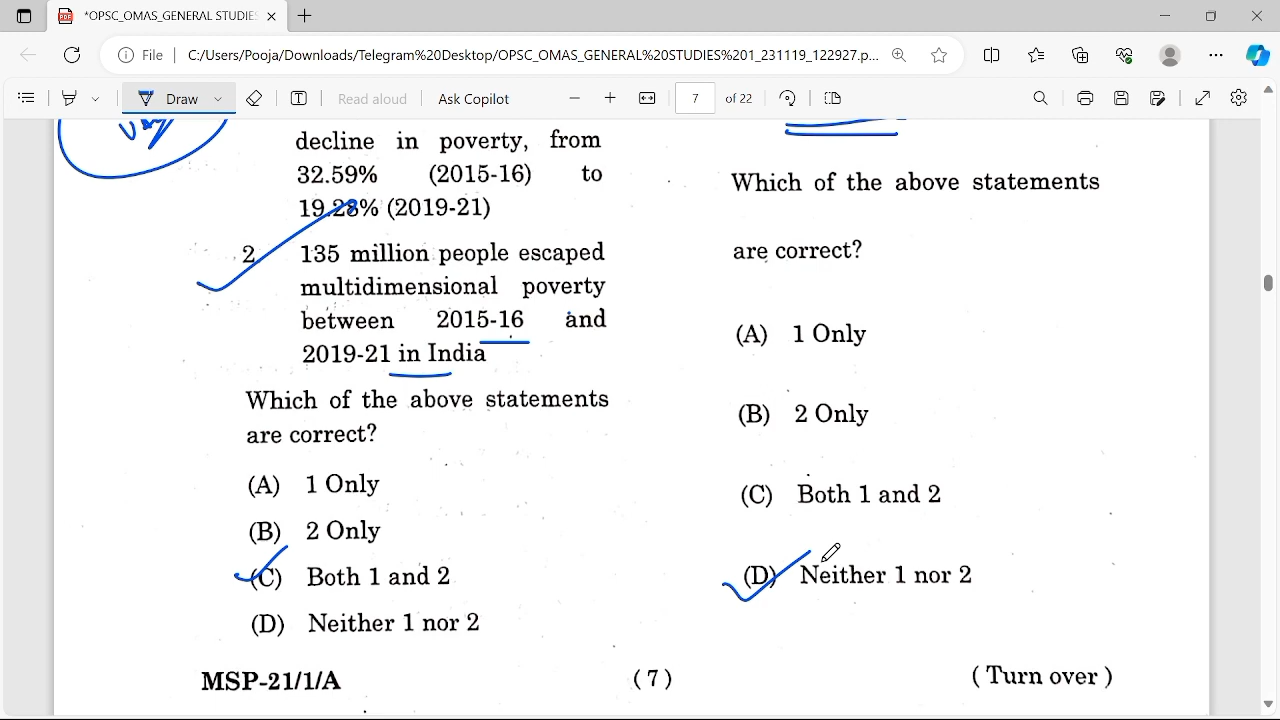 *OPSC_OMAS_GENERAL STUDIES
File
C:/Users/Pooja/Downloads/Telegram%20Desktop/OPSC_OMAS_GENERAL%20STUDIES%201_231119_122927.p...
Draw
Read aloud
Ask Copilot
7
of 22
decline in poverty, from
32.59% (2015-16) to
19.28% (2019-21)
2 135 million people escaped
multidimensional poverty
between 2015-16 and
2019-21 in India
Which of the above statements
are correct?
(A) 1 Only
(B) 2 Only
(C) Both 1 and 2
(D) Neither 1 nor 2
Which of the above statements
are correct?
(A) 1 Only
(B) 2 Only
(C) Both 1 and 2
(D) Neither 1 nor 2
MSP-21/1/A
(7)
(Turn over)